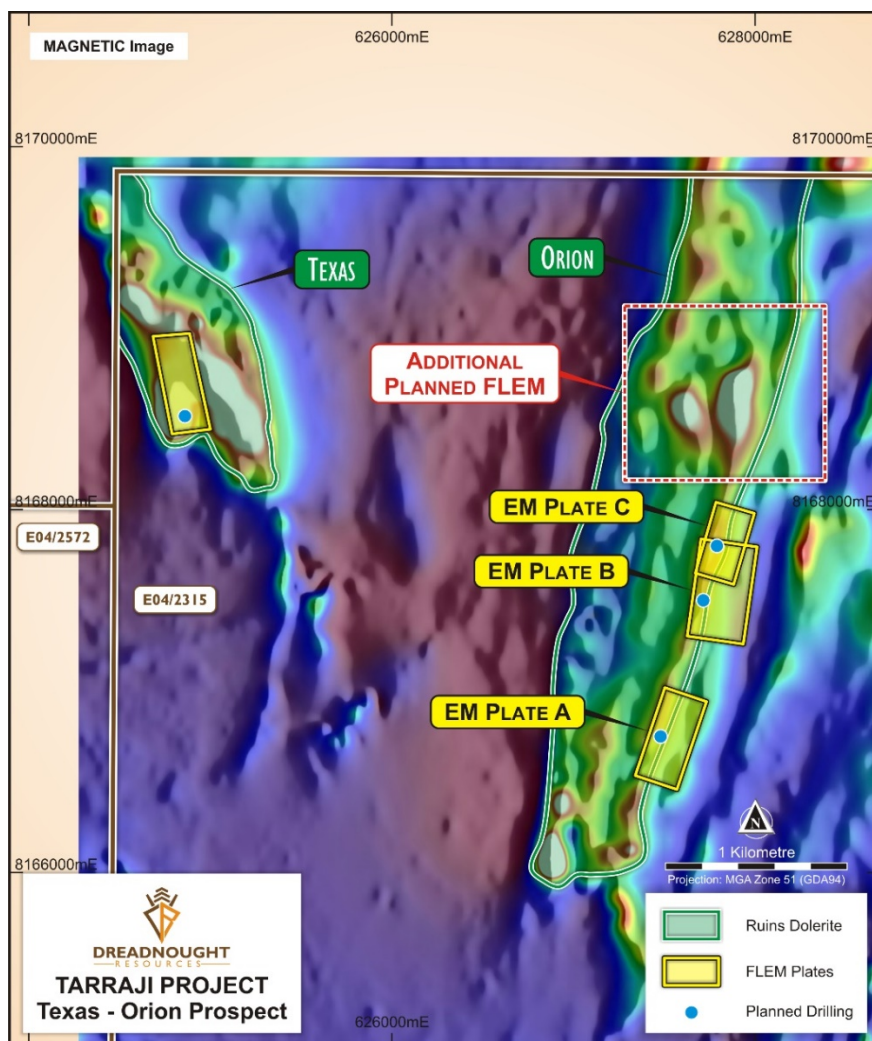 626000mE
628000mE
MAGNETIC Image
8170000mE
8170000mE
TEXAS
ORION
ADDITIONAL
PLANNED FLEM
8168000mE
8168000mE
EM PLATE C
E04/2572
EM PLATE B
E04/2315
EM PLATE A
N
1 Kilometre
Projection: MGA Zone 51 (GDA94)
8166000mE
DREADNOUGHT
RESOURCES
TARRAJI PROJECT
Texas - Orion Prospect
626000mE
Ruins Dolerite
FLEM Plates
Planned Drilling